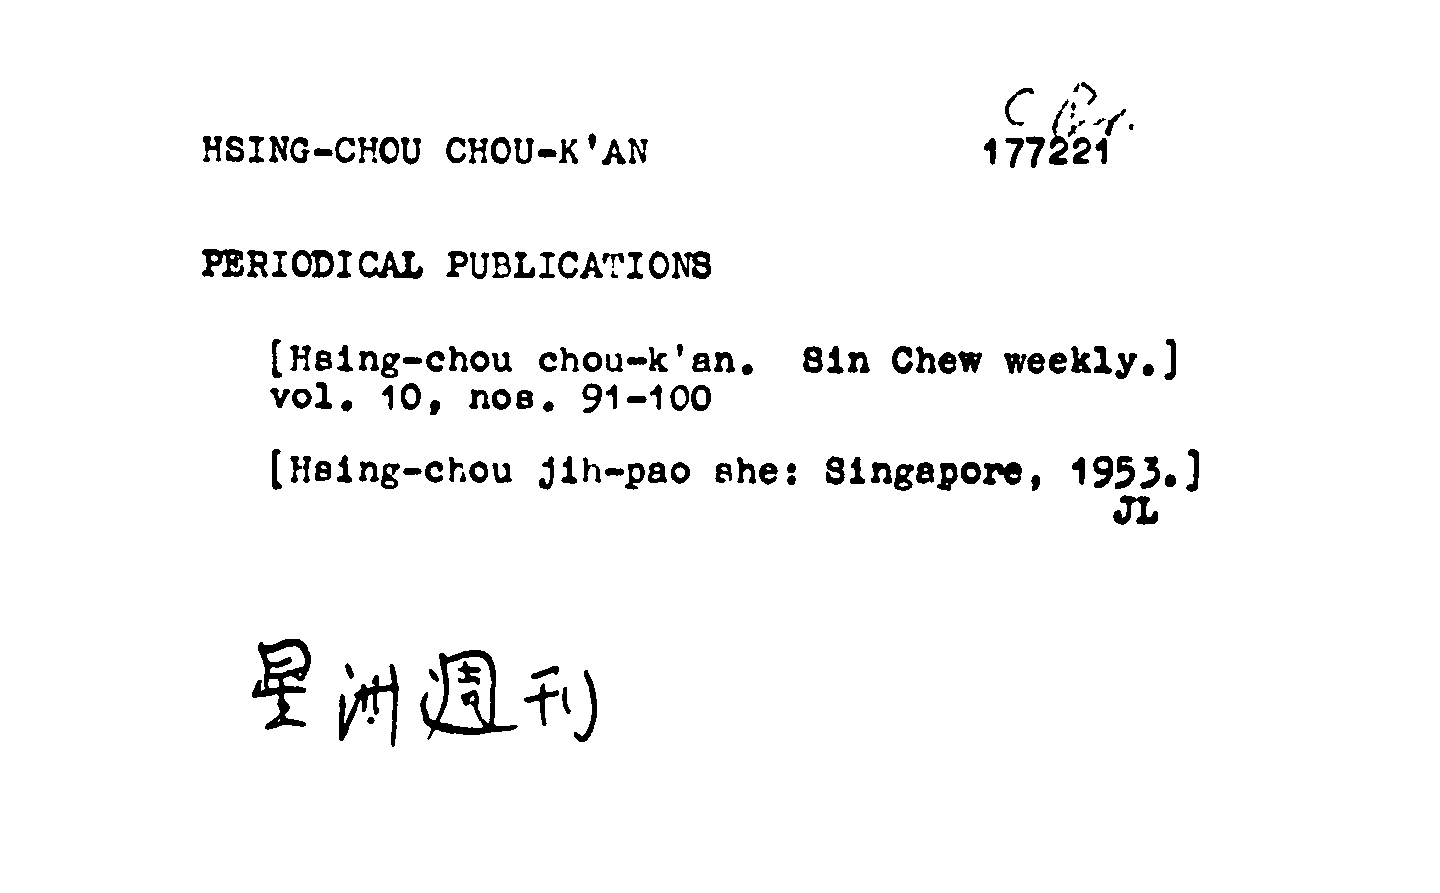 C Per.
HSING-CHOU CHOU-K'AN 177221
PERIODICAL PUBLICATIONS
[Hsing-chou chou-k'an. Sin Chew weekly.]
vol. 10, nos. 91-100
[Hsing-chou jih-pao she: Singapore, 1953.]
JL
星洲週刊